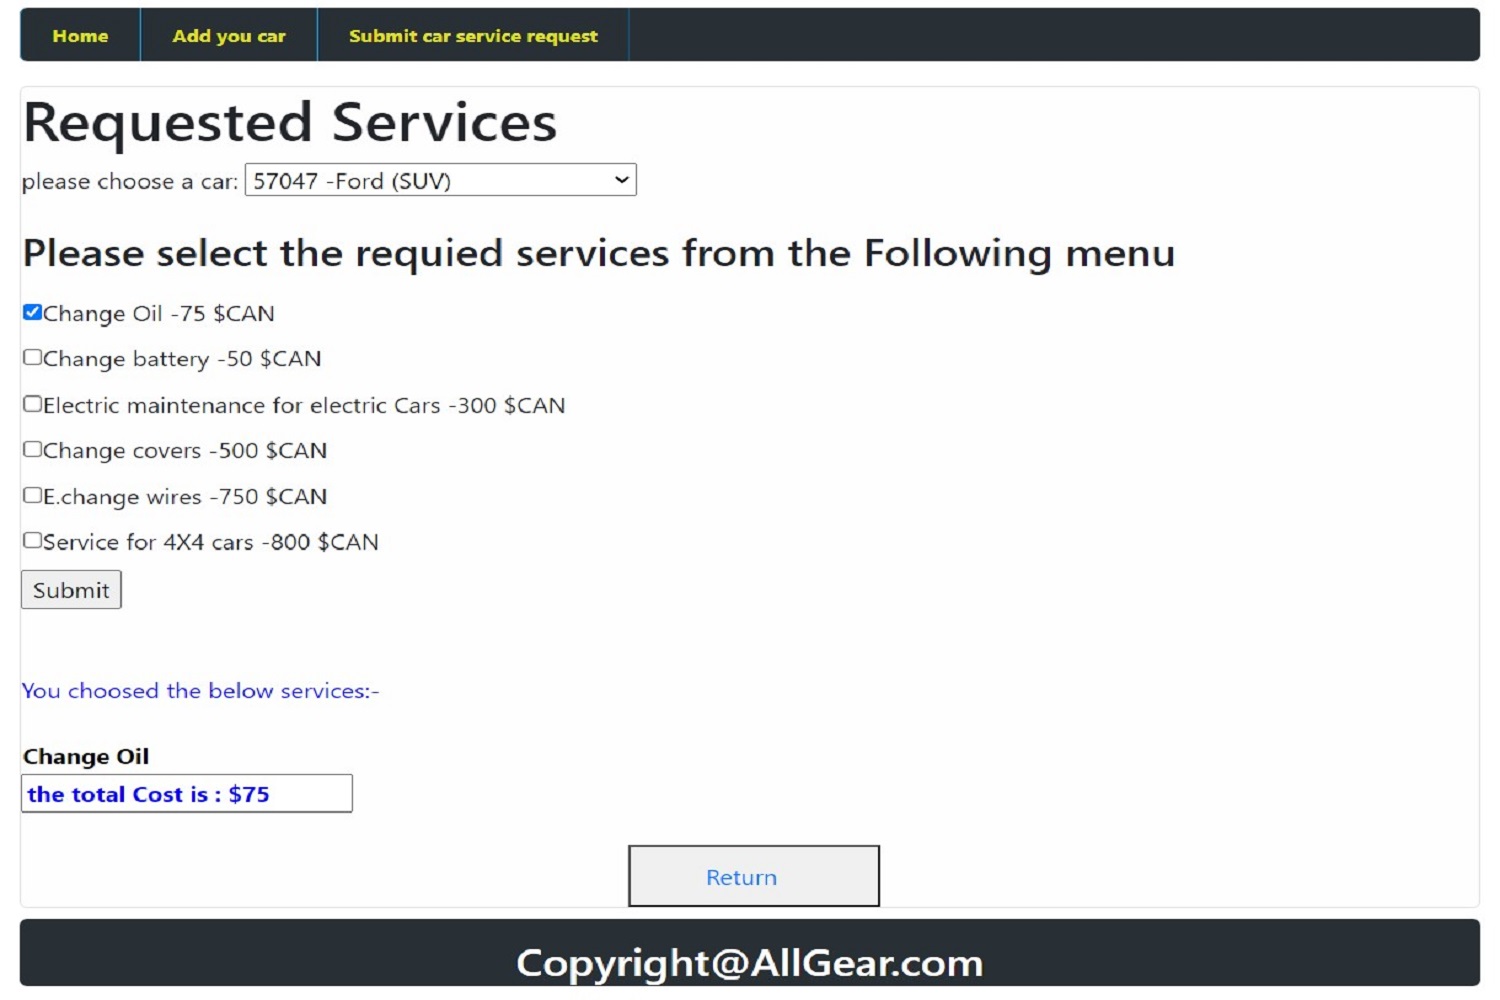 Home Add you car Submit car service request
Requested Services
please choose a car: 57047 -Ford (SUV)
Please select the requied services from the Following menu
Change Oil -75 $CAN
Change battery -50 $CAN
Electric maintenance for electric Cars -300 $CAN
Change covers -500 $CAN
E.change wires -750 $CAN
Service for 4X4 cars -800 $CAN
Submit
You choosed the below services:-
Change Oil
the total Cost is : $75
Return
Copyright@AllGear.com